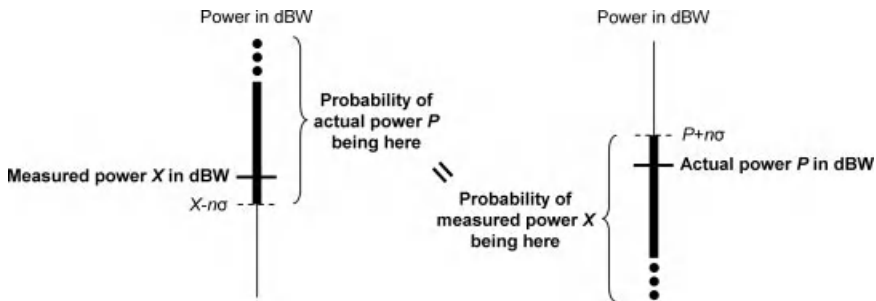 Power in dBW
Probability of
actual power P
being here
Measured power X in dBW
X-nσ
Power in dBW
P+nσ
Actual power P in dBW
Probability of
measured power X
being here